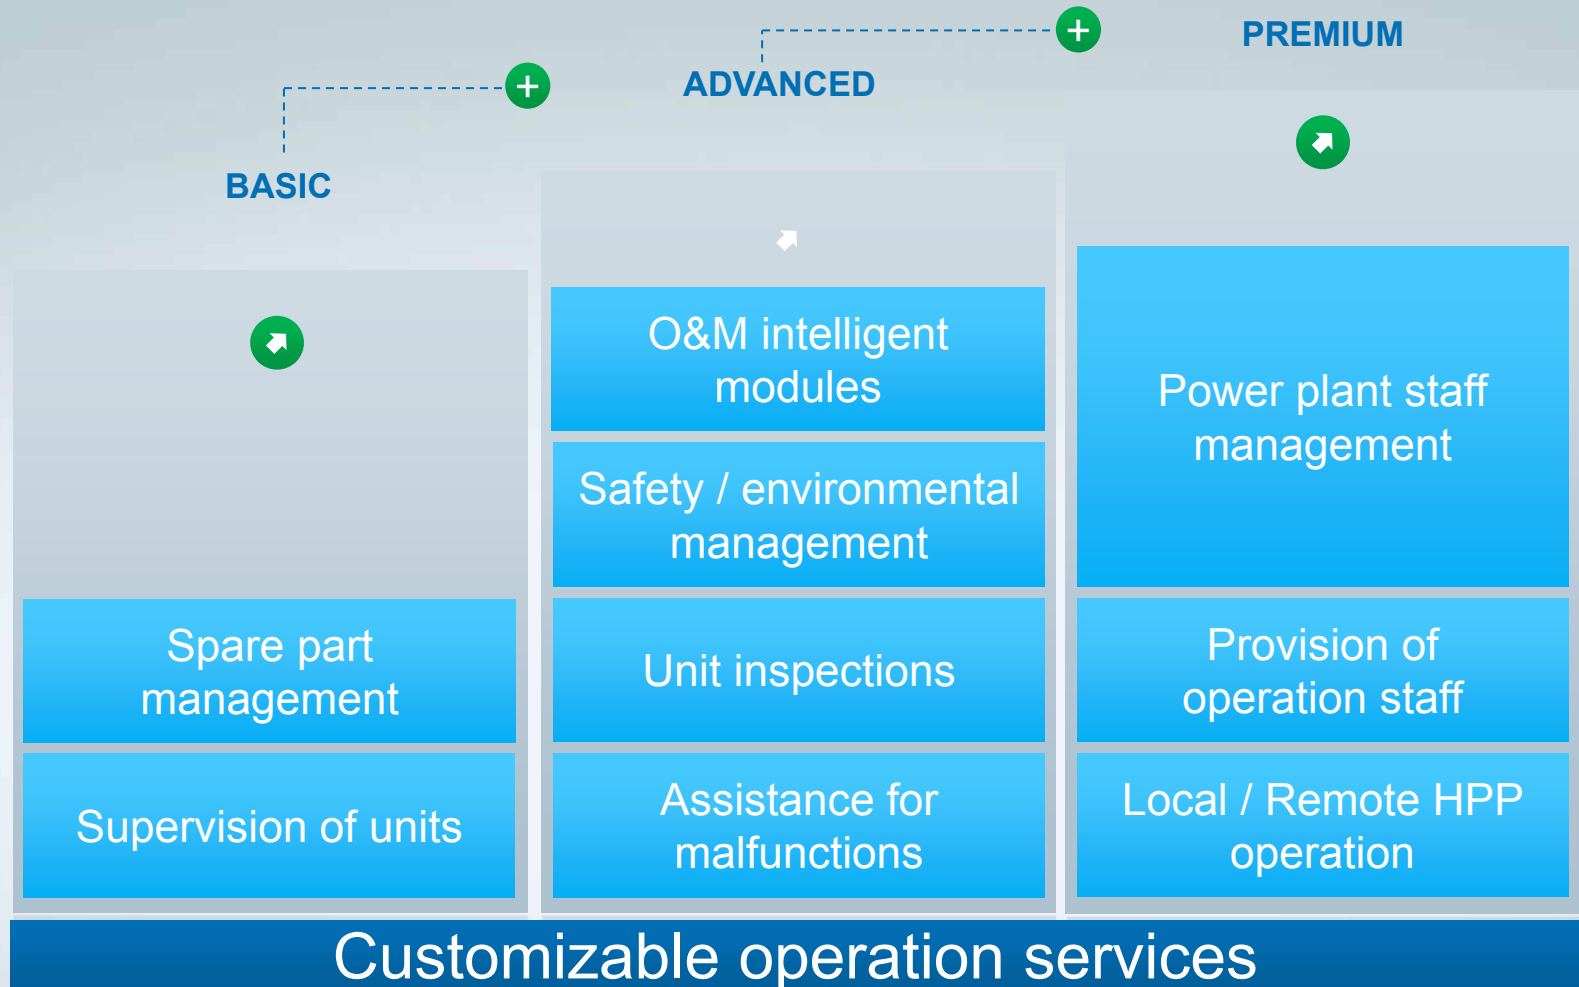 PREMIUM
ADVANCED
BASIC
Spare part
management
Supervision of units
O&M intelligent
modules
Safety / environmental
management
Unit inspections
Assistance for
malfunctions
Power plant staff
management
Provision of
operation staff
Local / Remote HPP
operation
Customizable operation services